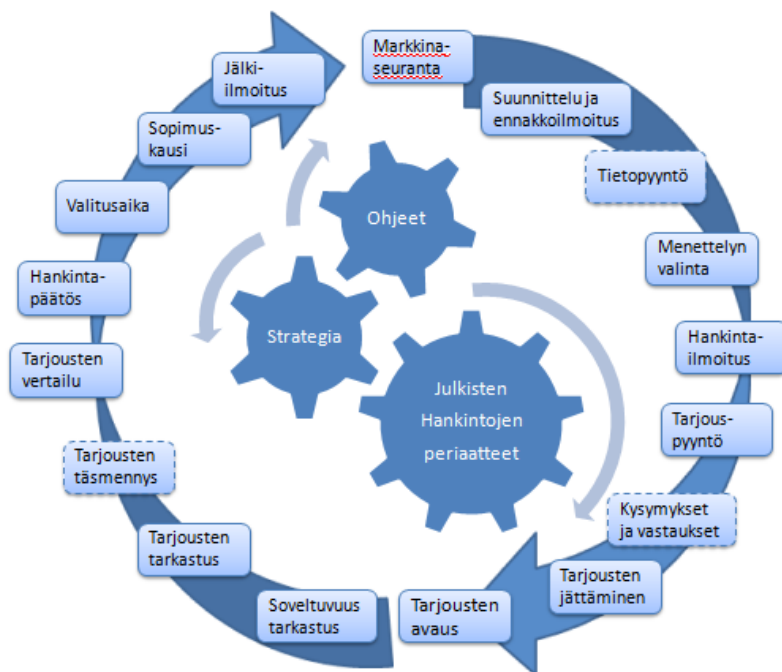 Markkina-
seuranta
Suunnittelu ja
ennakkoilmoitus
Tietopyyntö
Menettelyn
valinta
Hankinta-
ilmoitus
Tarjous-
pyyntö
Kysymykset
ja vastaukset
Tarjousten
jättäminen
Tarjousten
avaus
Soveltuvuus
tarkastus
Tarjousten
tarkastus
Tarjousten
täsmennys
Tarjousten
vertailu
Hankinta-
päätös
Valitusaika
Sopimus-
kausi
Jälki-
ilmoitus
Ohjeet
Strategia
Julkisten
Hankintojen
periaatteet